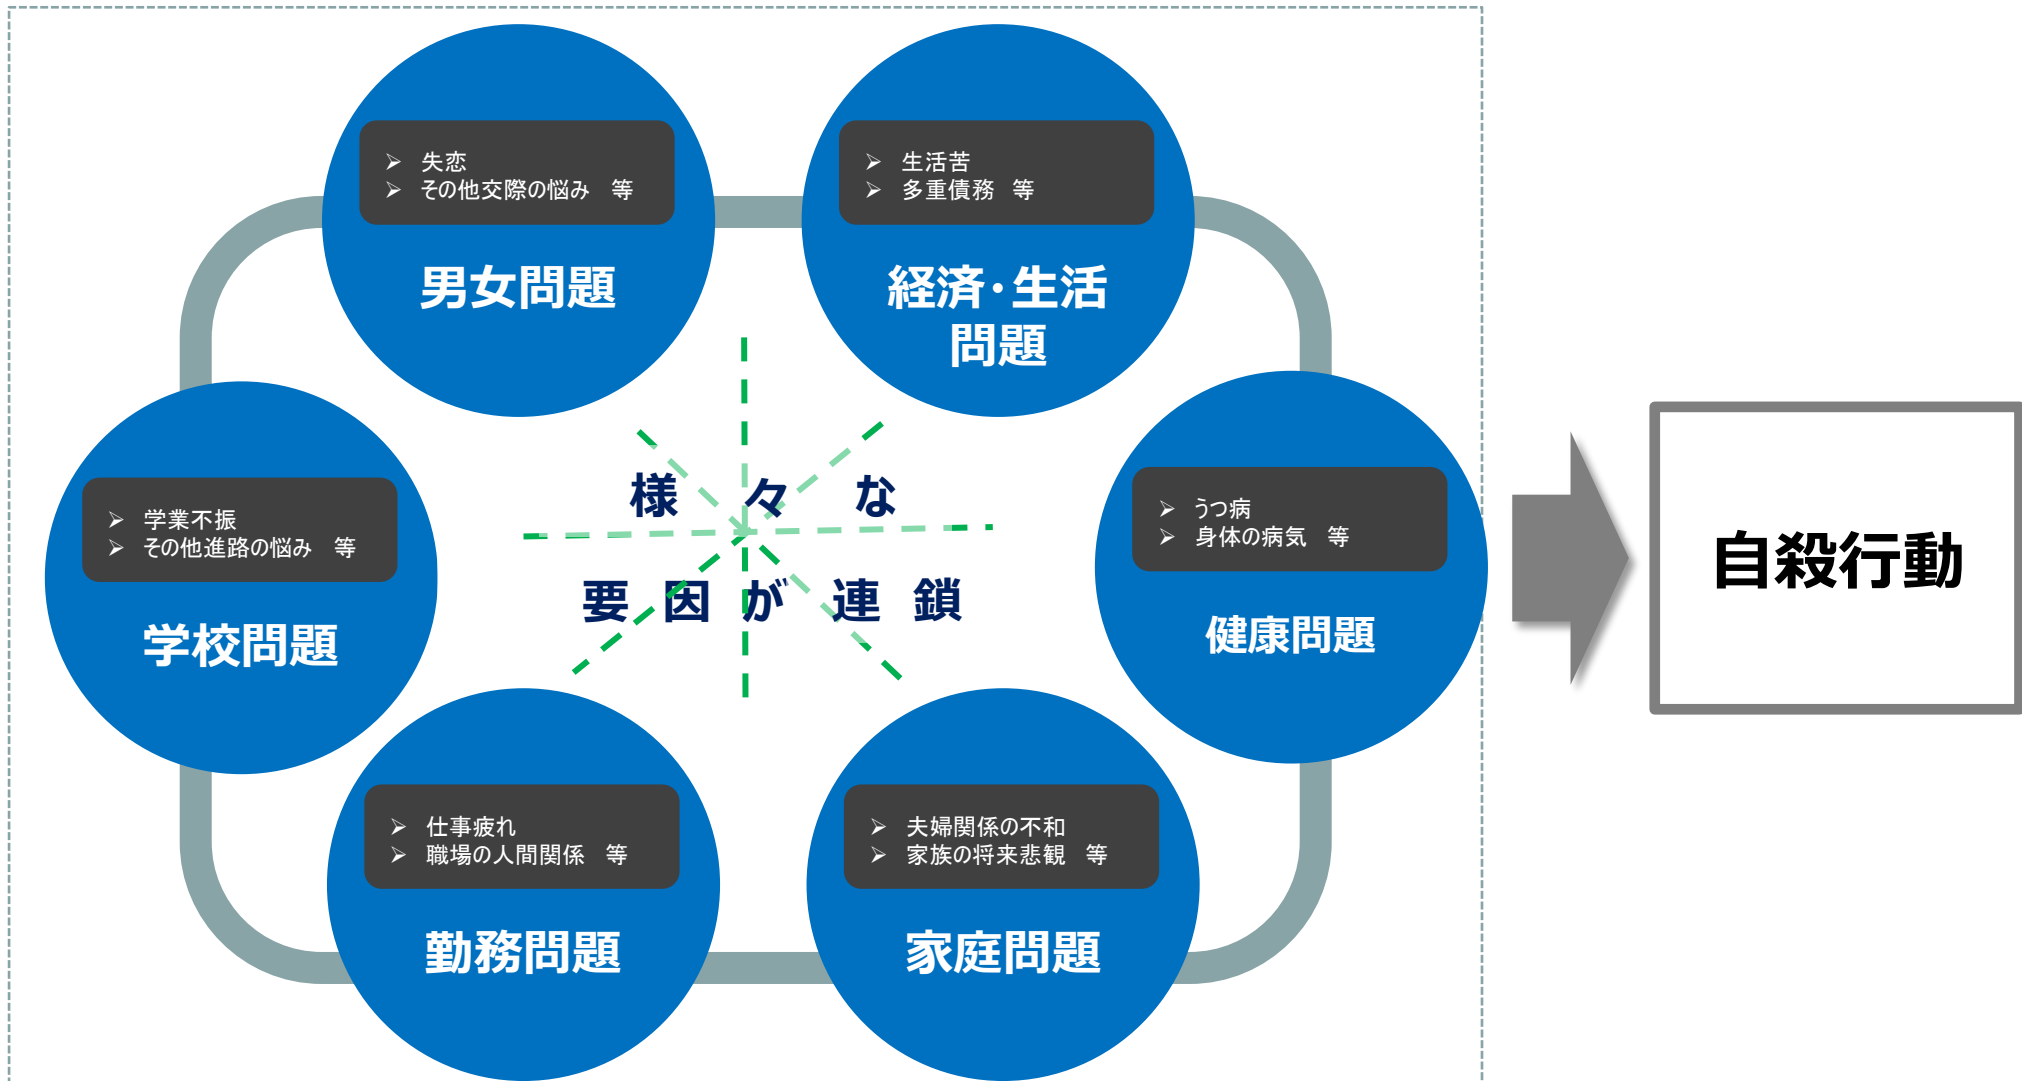 ➢ 失恋
➢ その他交際の悩み　等
男女問題
➢ 生活苦
➢ 多重債務　等
経済・生活
問題
➢ 学業不振
➢ その他進路の悩み　等
学校問題
様々な
要因が連鎖
➢ うつ病
➢ 身体の病気　等
健康問題
➢ 仕事疲れ
➢ 職場の人間関係　等
勤務問題
➢ 夫婦関係の不和
➢ 家族の将来悲観　等
家庭問題
自殺行動